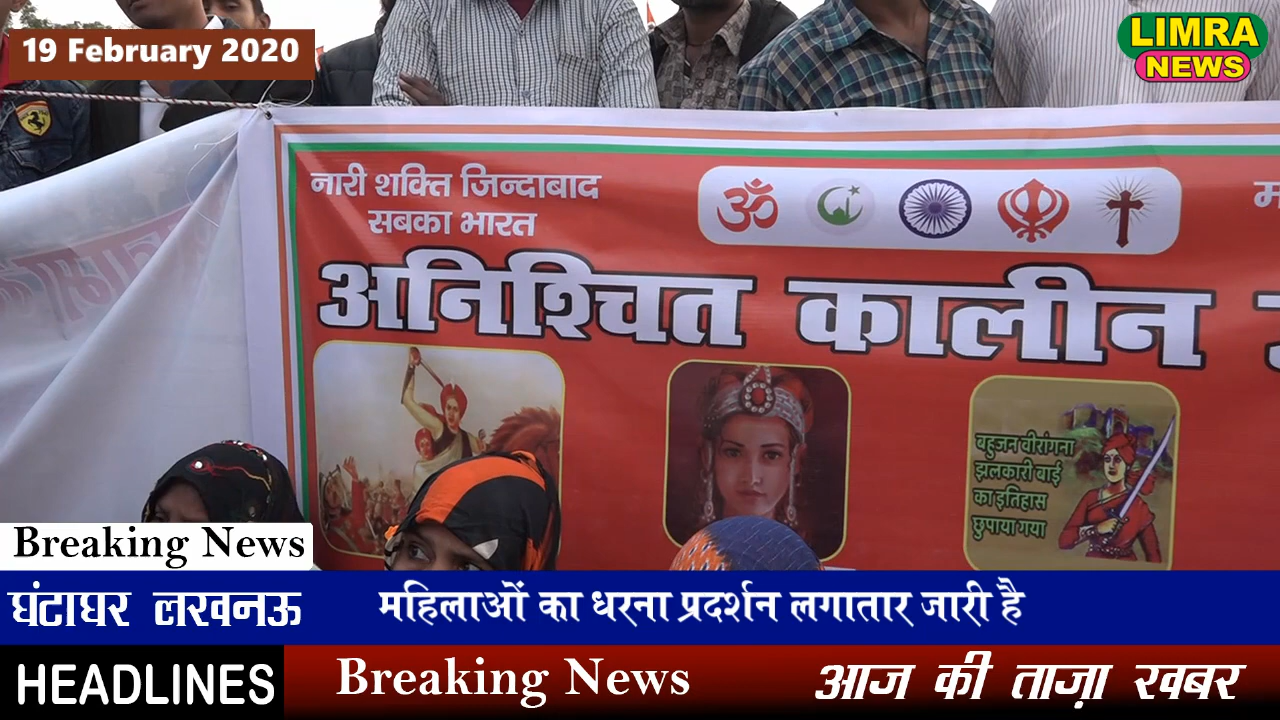 19 February 2020
LIMRA
NEWS
नारी शक्ति जिन्दाबाद
सबका भारत
अनिश्चित कालीन
बहुजन वीरांगना
झलकारी बाई
का इतिहास
छुपाया गया
Breaking News
घंटाघर लखनऊ
महिलाओं का धरना प्रदर्शन लगातार जारी है
HEADLINES
Breaking News
आज की ताज़ा खबर